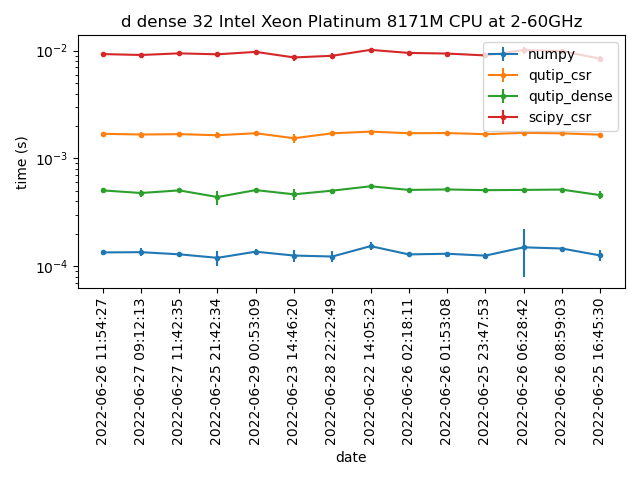 d dense 32 Intel Xeon Platinum 8171M CPU at 2-60GHz
time (s)
10⁻²
10⁻³
10⁻⁴
numpy
qutip_csr
qutip_dense
scipy_csr
2022-06-26 11:54:27
2022-06-27 09:12:13
2022-06-27 11:42:35
2022-06-25 21:42:34
2022-06-29 00:53:09
2022-06-23 14:46:20
2022-06-28 22:22:49
2022-06-22 14:05:23
2022-06-26 02:18:11
2022-06-26 01:53:08
2022-06-25 23:47:53
2022-06-26 06:28:42
2022-06-26 08:59:03
2022-06-25 16:45:30
date